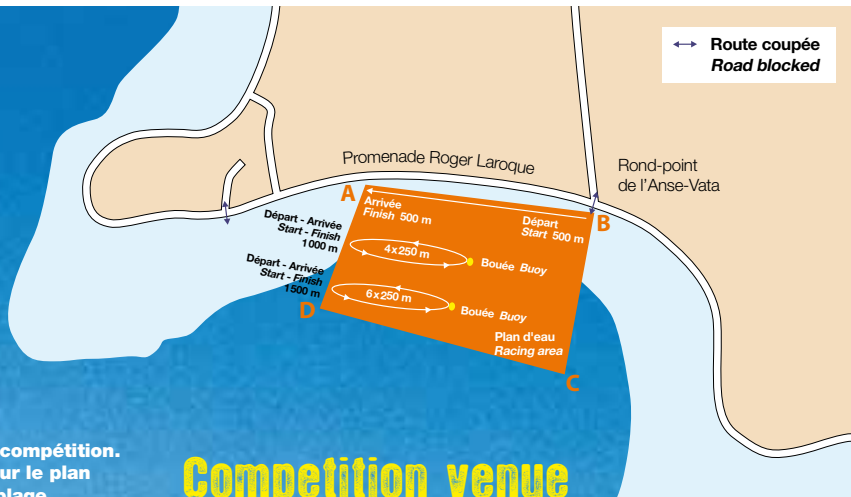 Route coupée
Road blocked
Promenade Roger Laroque
Rond-point
de l'Anse-Vata
A
B
Arrivée
Finish 500 m
Départ
Start 500 m
Départ - Arrivée
Start - Finish
1000 m
4x250 m
Bouée Buoy
Départ - Arrivée
Start - Finish
1500 m
6x250 m
Bouée Buoy
D
Plan d'eau
Racing area
C
compétition.
ur le plan
plage
Competition venue